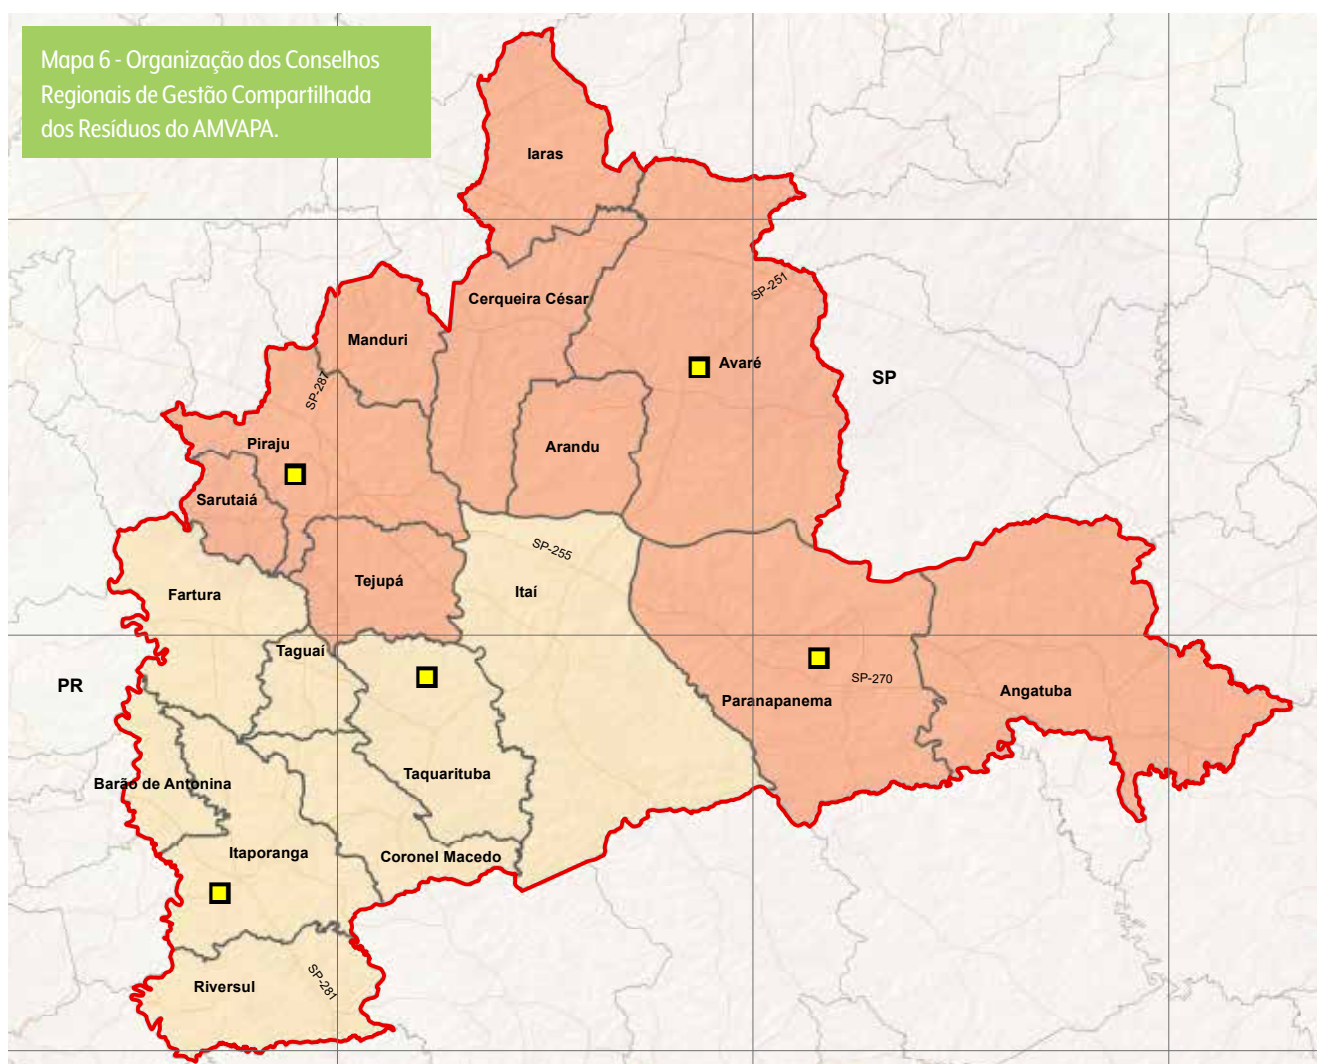 Mapa 6 - Organização dos Conselhos
Regionais de Gestão Compartilhada
dos Resíduos do AMVAPA.
Iaras
SP-251
Cerqueira César
Manduri
Avaré
SP
SP-287
Piraju
Arandu
Sarutaiá
SP-255
Tejupá
Itaí
Fartura
Taguaí
PR
SP-270
Paranapanema
Angatuba
Taquarituba
Barão de Antonina
Itaporanga
Coronel Macedo
Riversul
SP-281